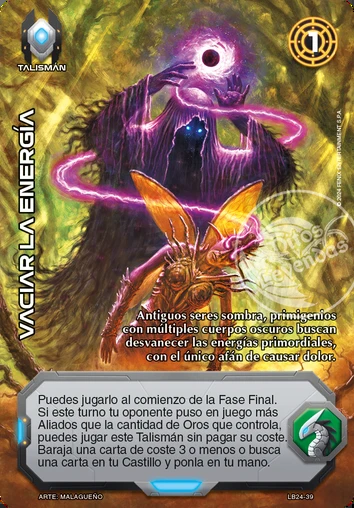 TALISMÁN
1
VACIAR LA ENERGÍA
© 2024 FENIX ENTERTAINMENT S.P.A.
Antiguos seres sombra, primigenios
con múltiples cuerpos oscuros buscan
desvanecer las energías primordiales,
con el único afán de causar dolor.
Puedes jugarlo al comienzo de la Fase Final.
Si este turno tu oponente puso en juego más
Aliados que la cantidad de Oros que controla,
puedes jugar este Talismán sin pagar su coste.
Baraja una carta de coste 3 o menos o busca
una carta en tu Castillo y ponla en tu mano.
ARTE: MALAGUEÑO
LB24-39